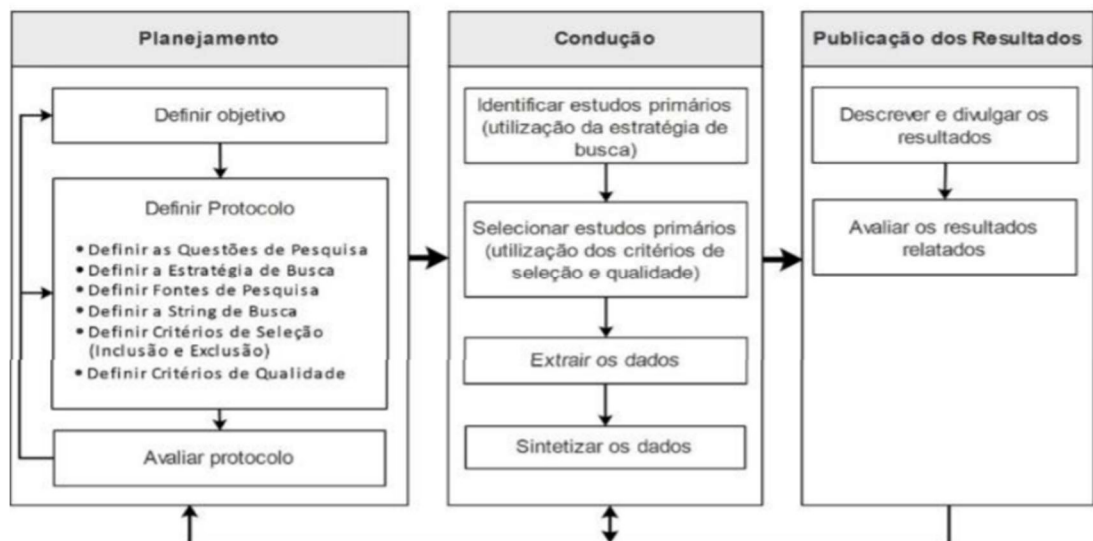 Planejamento
Definir objetivo
Definir Protocolo
• Definir as Questões de Pesquisa
• Definir a Estratégia de Busca
• Definir Fontes de Pesquisa
• Definir a String de Busca
• Definir Critérios de Seleção
(Inclusão e Exclusão)
• Definir Critérios de Qualidade
Avaliar protocolo
Condução
Identificar estudos primários
(utilização da estratégia de
busca)
Selecionar estudos primários
(utilização dos critérios de
seleção e qualidade)
Extrair os dados
Sintetizar os dados
Publicação dos Resultados
Descrever e divulgar os
resultados
Avaliar os resultados
relatados